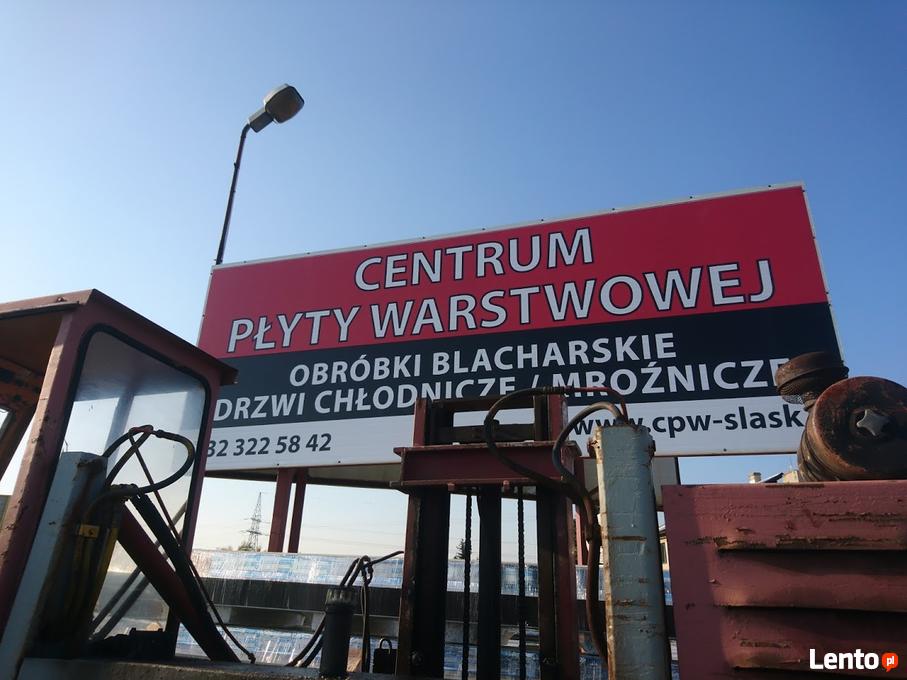 CENTRUM
PŁYTY WARSTWOWEJ
OBRÓBKI BLACHARSKIE
DRZWI CHŁODNICZE / MROŹNICZE
32 322 58 42
www.cpw-slask
Lento.pl